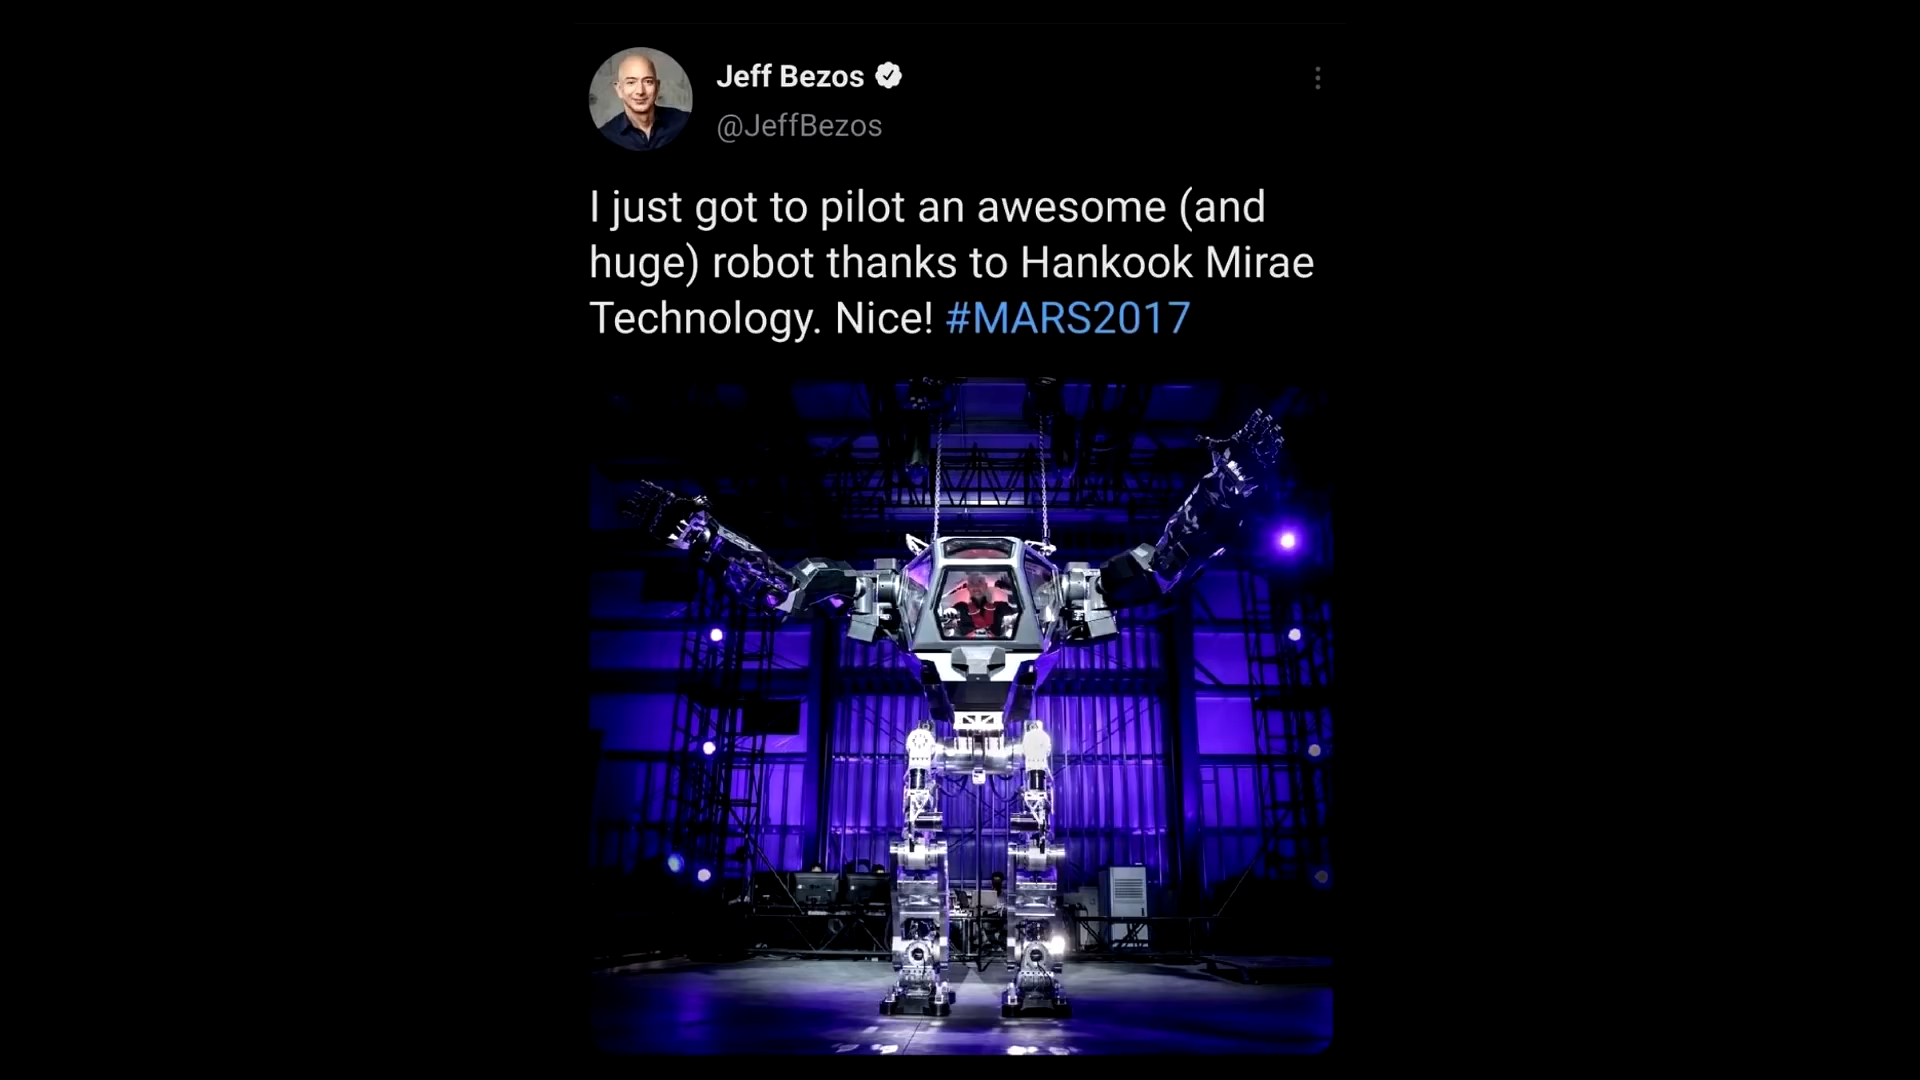 Jeff Bezos
@JeffBezos
I just got to pilot an awesome (and
huge) robot thanks to Hankook Mirae
Technology. Nice! #MARS2017